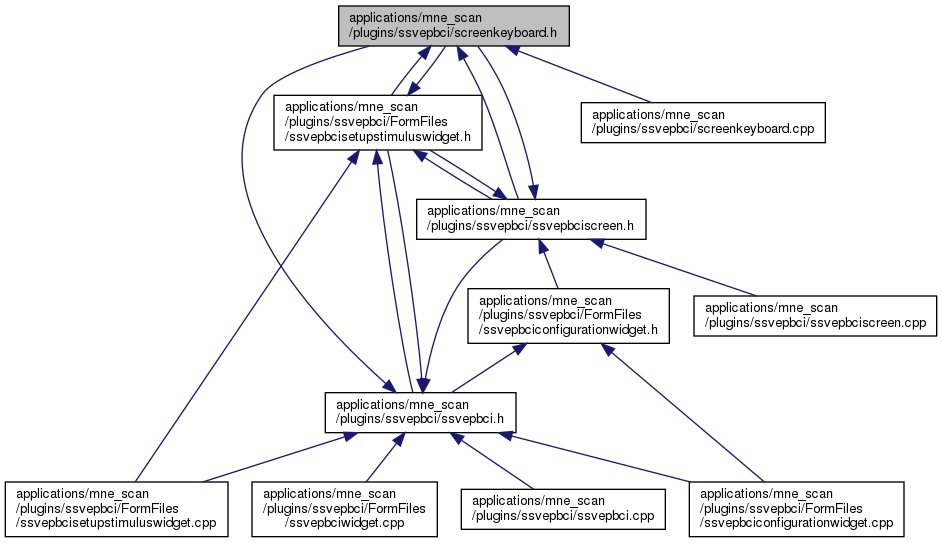 applications/mne_scan
/plugins/ssvepbci/screenkeyboard.h
applications/mne_scan
/plugins/ssvepbci/FormFiles
/ssvepbcisetupstimuluswidget.h
applications/mne_scan
/plugins/ssvepbci/screenkeyboard.cpp
applications/mne_scan
/plugins/ssvepbci/ssvepbciscreen.h
applications/mne_scan
/plugins/ssvepbci/FormFiles
/ssvepbciconfigurationwidget.h
applications/mne_scan
/plugins/ssvepbci/ssvepbciscreen.cpp
applications/mne_scan
/plugins/ssvepbci/ssvepbci.h
applications/mne_scan
/plugins/ssvepbci/FormFiles
/ssvepbcisetupstimuluswidget.cpp
applications/mne_scan
/plugins/ssvepbci/FormFiles
/ssvepbciwidget.cpp
applications/mne_scan
/plugins/ssvepbci/ssvepbci.cpp
applications/mne_scan
/plugins/ssvepbci/FormFiles
/ssvepbciconfigurationwidget.cpp